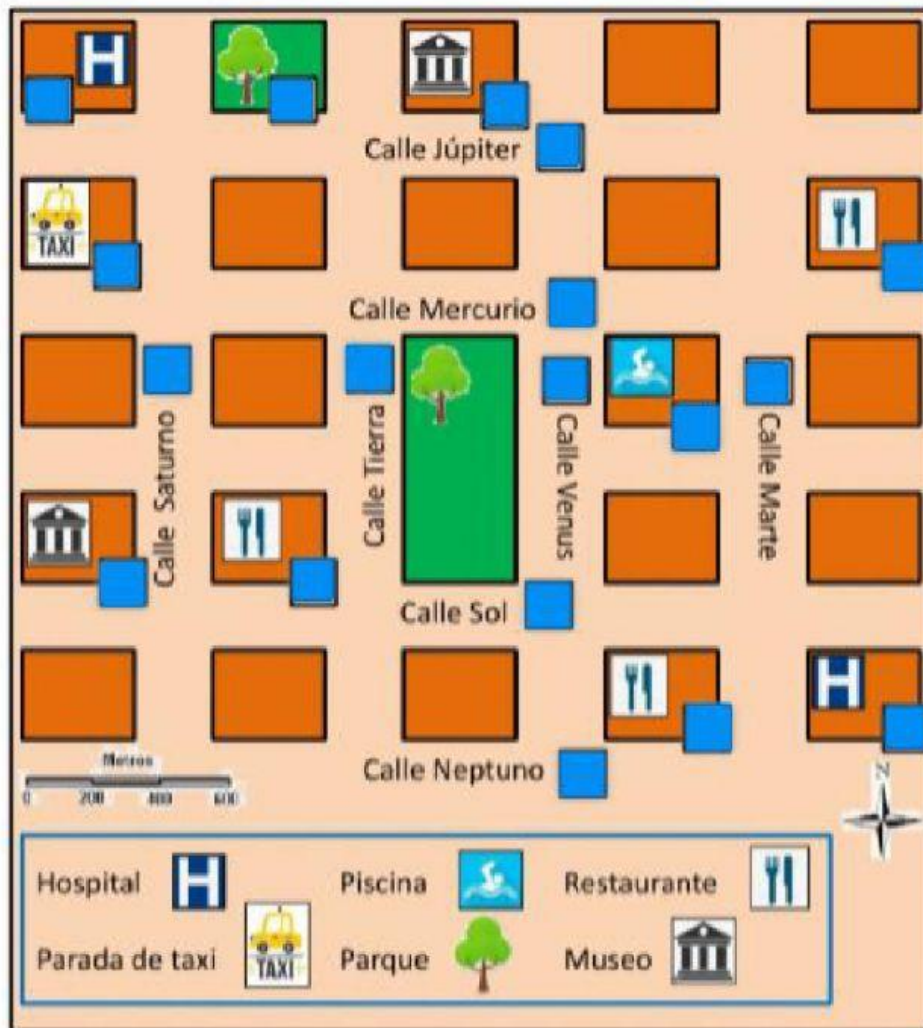 H
Calle Júpiter
TAXI
Calle Mercurio
Calle Saturno
Calle Tierra
Calle Venus
Calle Marte
Calle Sol
H
Calle Neptuno
Metros
0 200 400 600
N
Hospital H Piscina Restaurante
Parada de taxi TAXI Parque Museo